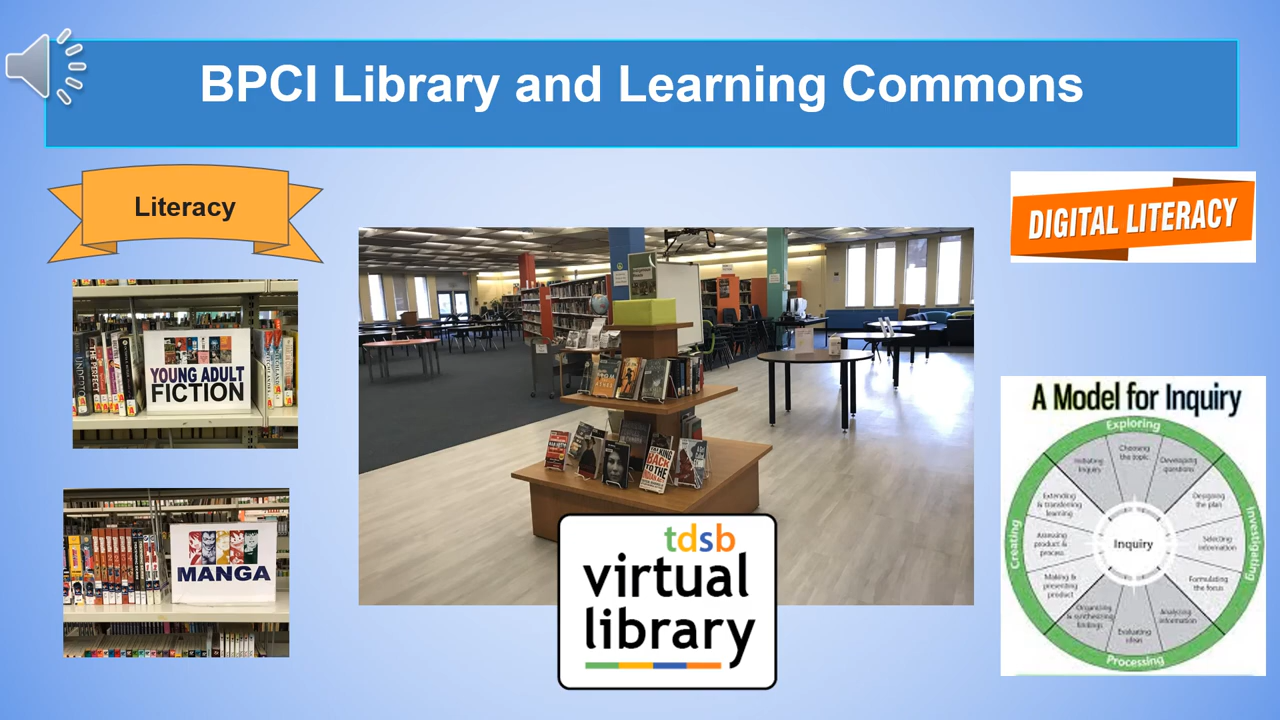 BPCI Library and Learning Commons
Literacy
DIGITAL LITERACY
YOUNG ADULT
FICTION
MANGA
tdsb
virtual
library
A Model for Inquiry
Exploring
Investigating
Processing
Creating
Inquiry
Initiating
inquiry
Choosing
the topic
Developing
questions
Designing
the plan
Selecting
information
Formulating
the focus
Analyzing
information
Evaluating
ideas
Organizing
& synthesizing
findings
Making &
presenting
product
Assessing
product &
process
Extending
& transferring
learning